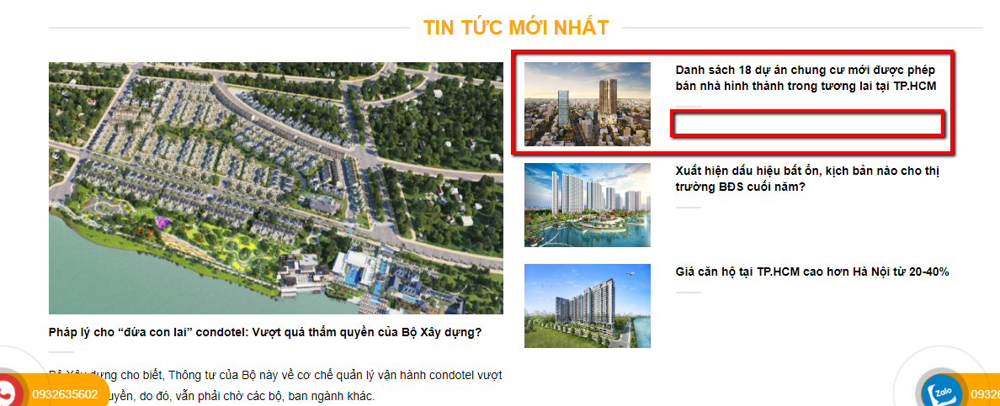 TIN TỨC MỚI NHẤT
Danh sách 18 dự án chung cư mới được phép
bán nhà hình thành trong tương lai tại TP.HCM
Xuất hiện dấu hiệu bất ổn, kịch bản nào cho thị
trường BĐS cuối năm?
Giá căn hộ tại TP.HCM cao hơn Hà Nội từ 20-40%
Pháp lý cho “đứa con lai” condotel: Vượt quá thẩm quyền của Bộ Xây dựng?
Bộ Xây dựng cho biết, Thông tư của Bộ này về cơ chế quản lý vận hành condotel vượt
quyền, do đó, vẫn phải chờ các bộ, ban ngành khác.
0932635602
Zalo
09326